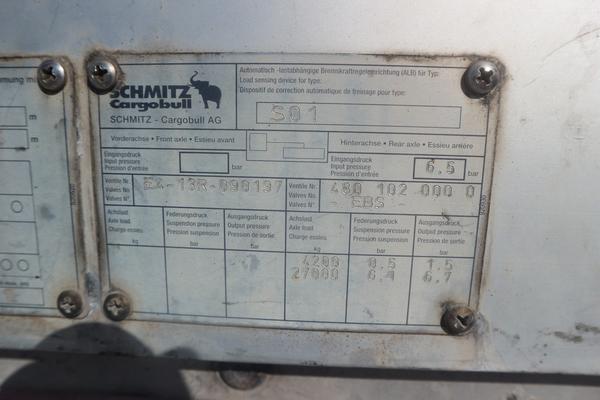 SCHMITZ
Cargobull
SCHMITZ - Cargobull AG
Automatisch -lastabhängige Bremskraftregeleinrichtung (ALB) für Typ:
Load sensing device for type:
Dispositif de correction automatique de freinage pour type:
S01
Vorderachse - Front axle - Essieu avant
Hinterachse - Rear axle - Essieu arrière
Eingangsdruck
Input pressure
Pression d'entrée
bar
Eingangsdruck
Input pressure
Pression d'entrée
6,5
bar
Ventile Nr.
Valves No.
Valves N°
E4-13R-090197
Ventile Nr.
Valves No.
Valves N°
480 102 000 0
- EBS -
Achslast
Axle load
Charge essieu
kg
Federungsdruck
Suspension pressure
Pression suspension
bar
Ausgangsdruck
Output pressure
Pression de sortie
bar
Achslast
Axle load
Charge essieu
kg
Federungsdruck
Suspension pressure
Pression suspension
bar
Ausgangsdruck
Output pressure
Pression de sortie
bar
4200 0.5 1.5
27000 6.1 6.7
m
m